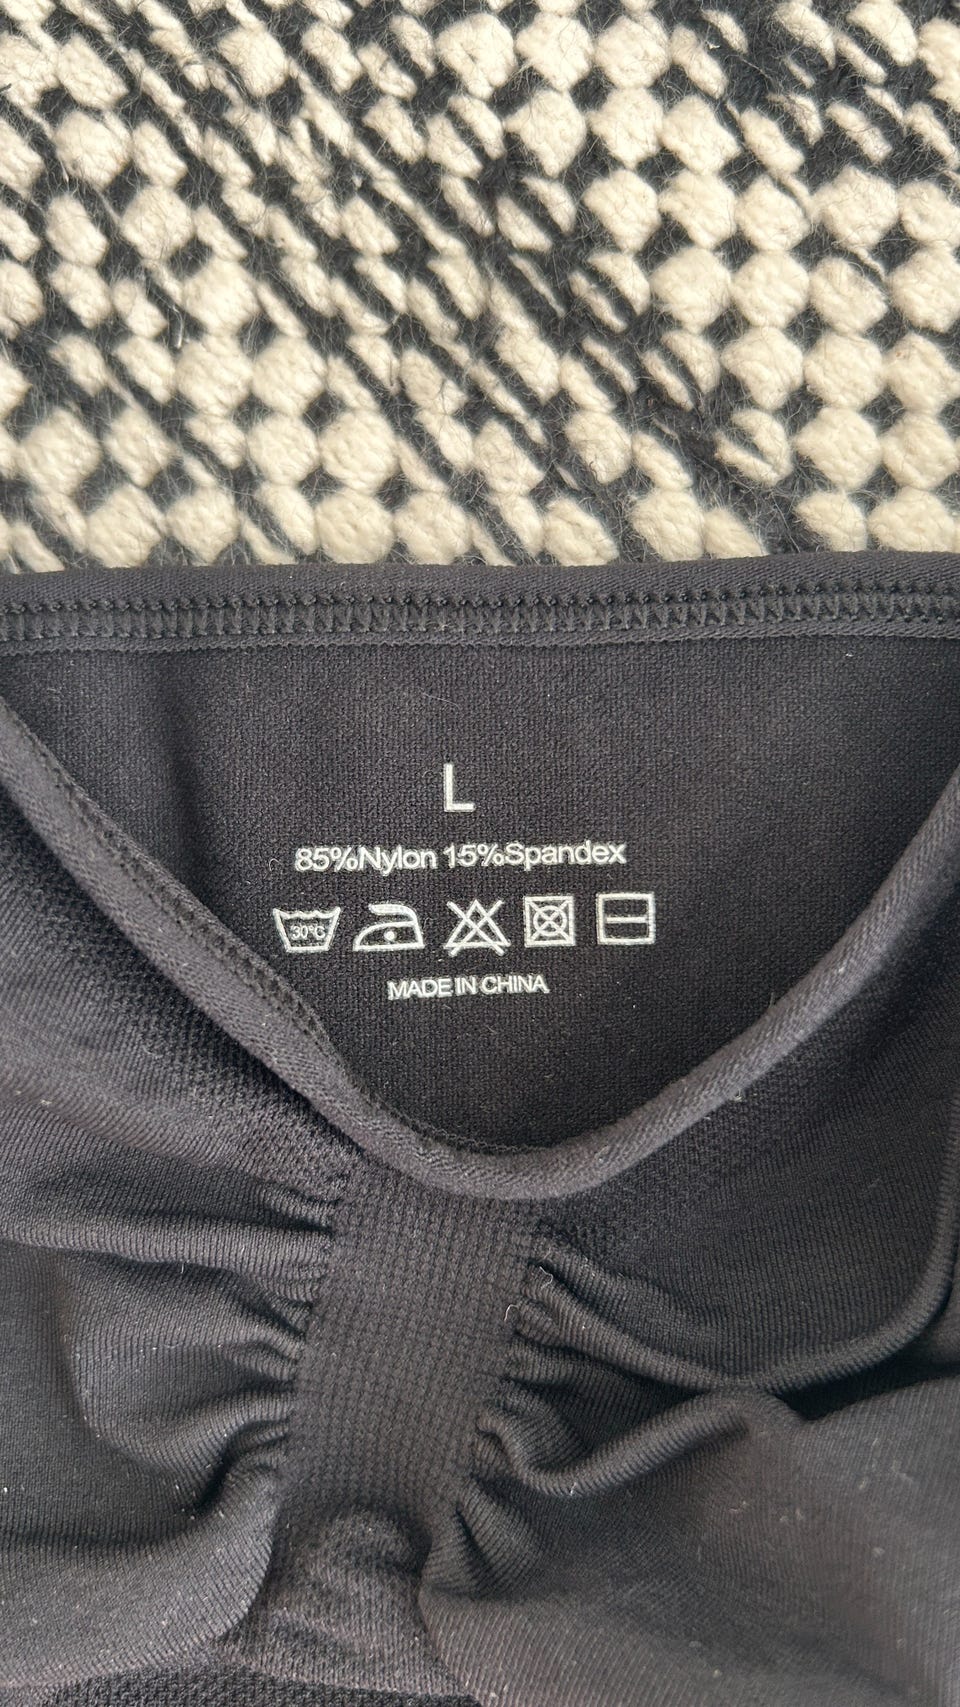 L
85%Nylon 15%Spandex
30°C
MADE IN CHINA